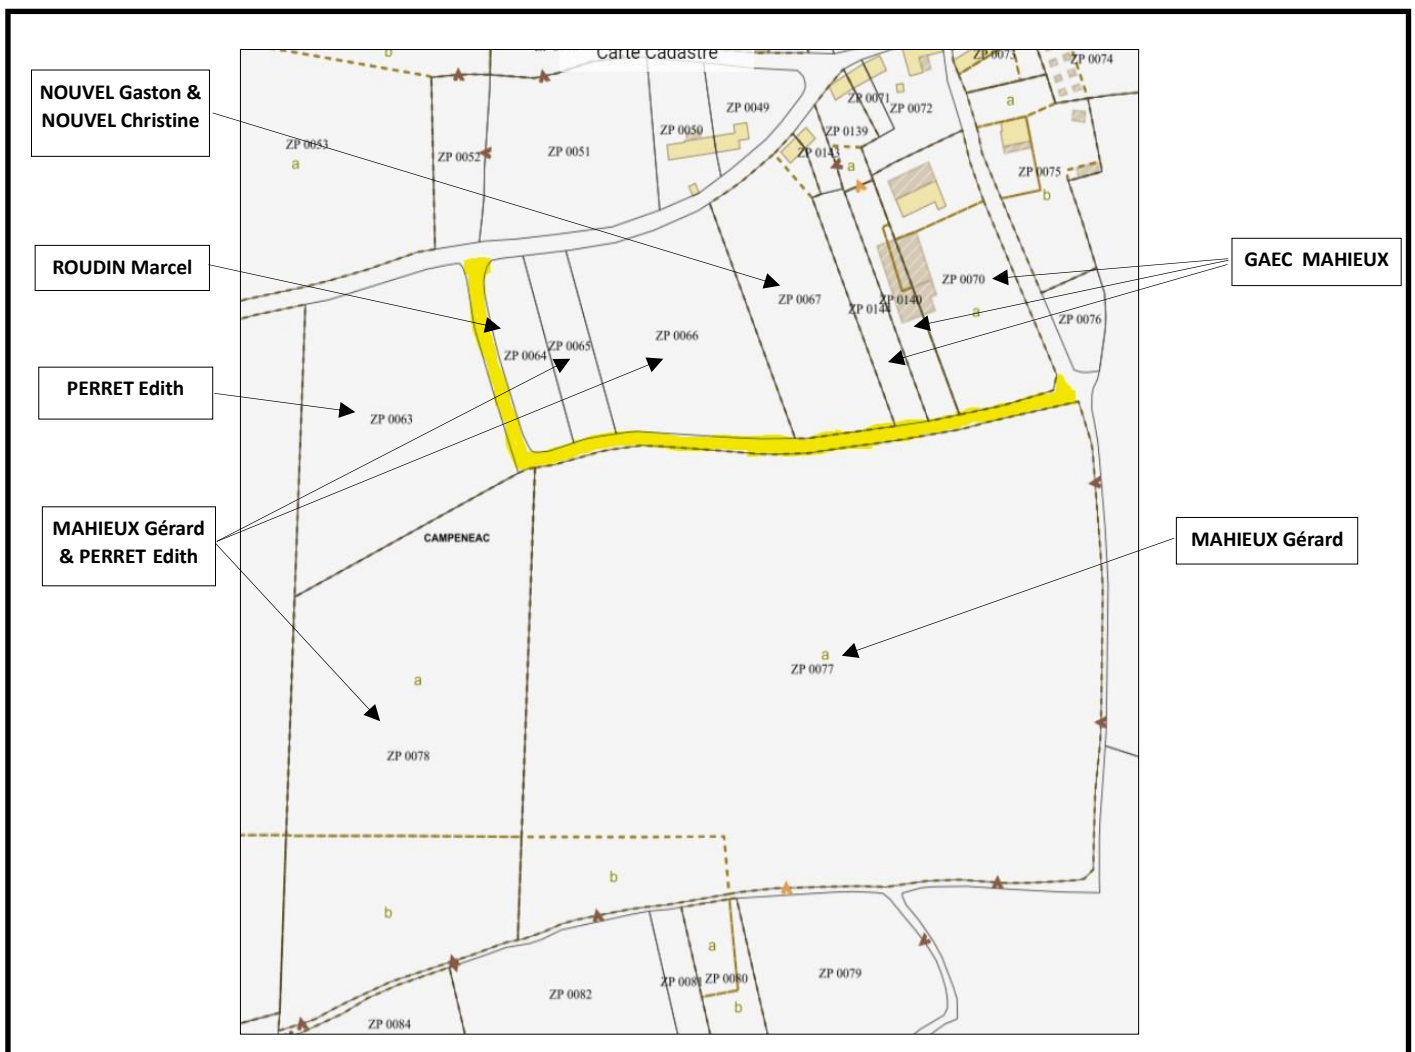 Carte Cadastre
b
ZP 0073
ZP 0074
NOUVEL Gaston &
NOUVEL Christine
ZP 0071
ZP 0072
a
ZP 0049
ZP 0050
ZP 0139
ZP 0053
a
ZP 0052
ZP 0051
ZP 0143
a
ZP 0075
b
ROUDIN Marcel
GAEC MAHIEUX
ZP 0070
ZP 0067
ZP 0140
ZP 0144
a
ZP 0076
ZP 0066
ZP 0065
ZP 0064
PERRET Edith
ZP 0063
MAHIEUX Gérard
& PERRET Edith
CAMPENEAC
MAHIEUX Gérard
a
ZP 0077
a
ZP 0078
b
b
a
ZP 0079
ZP 0081
ZP 0080
ZP 0082
b
ZP 0084